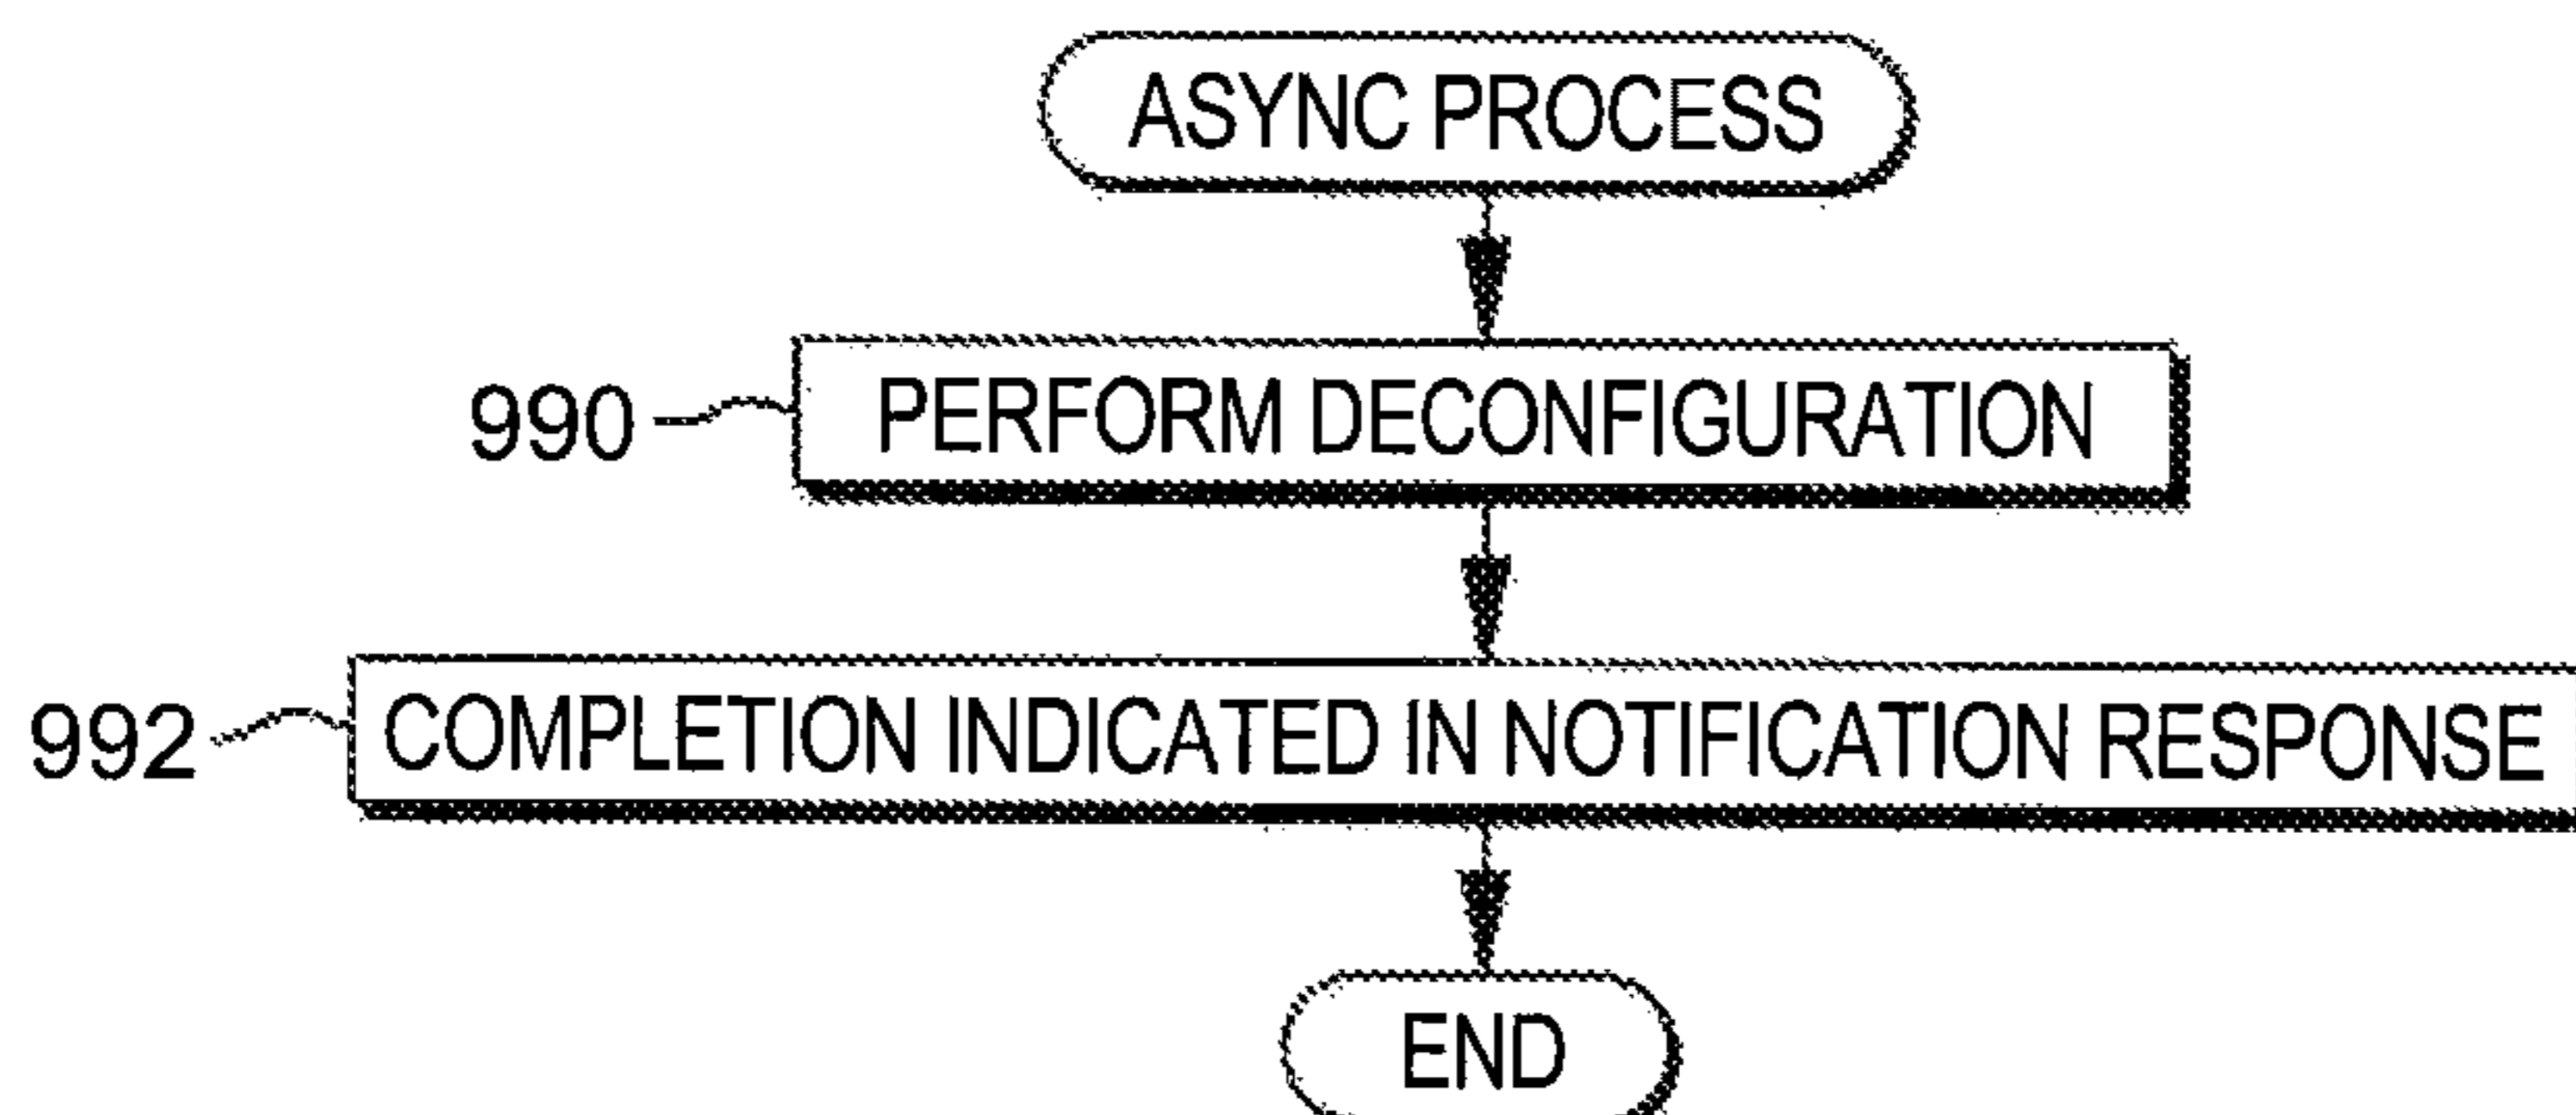 ASYNC PROCESS
990 PERFORM DECONFIGURATION
992 COMPLETION INDICATED IN NOTIFICATION RESPONSE
END